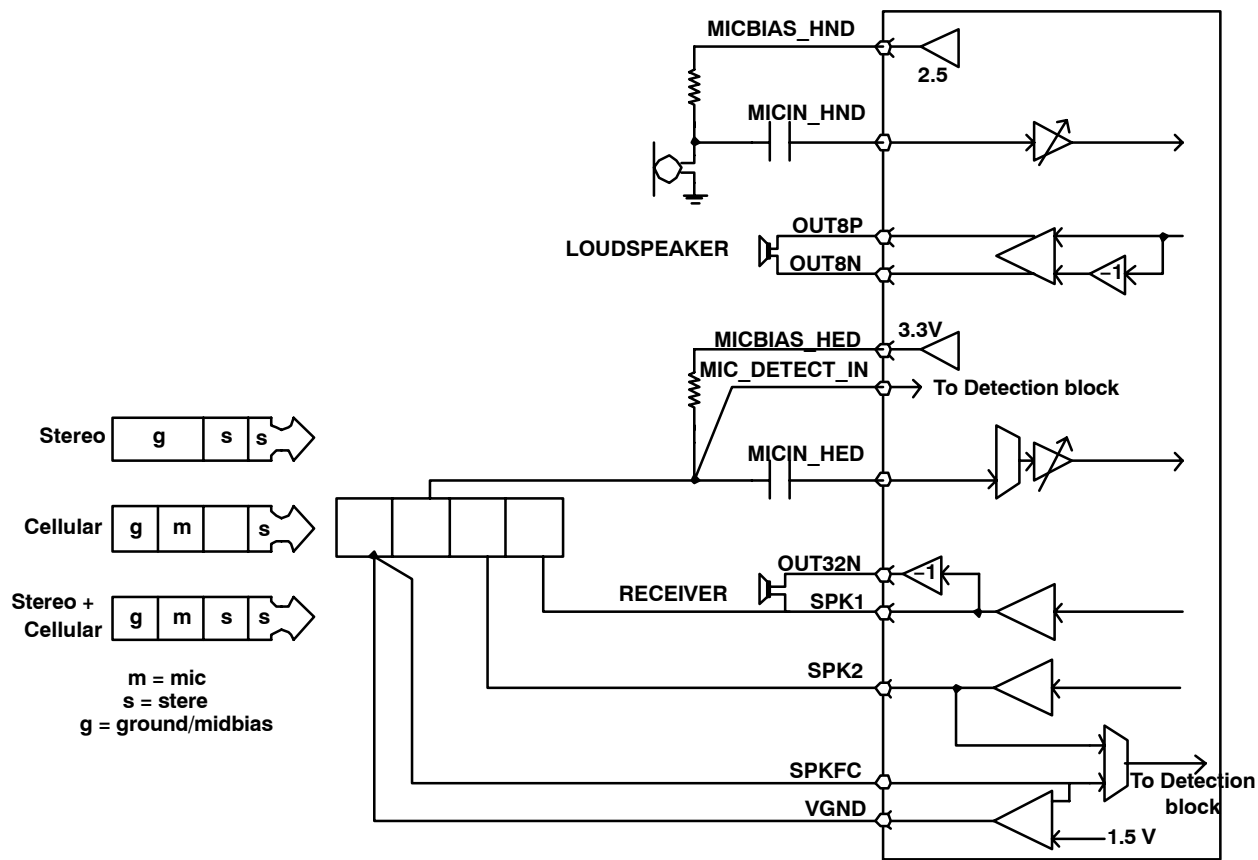 MICBIAS_HND
2.5
MICIN_HND
OUT8P
LOUDSPEAKER
OUT8N
−1
3.3V
MICBIAS_HED
MIC_DETECT_IN
To Detection block
Stereo
g
s
s
MICIN_HED
Cellular
g
m
s
OUT32N
−1
RECEIVER
SPK1
Stereo +
Cellular
g
m
s
s
SPK2
m = mic
s = stere
g = ground/midbias
SPKFC
To Detection
block
VGND
1.5 V